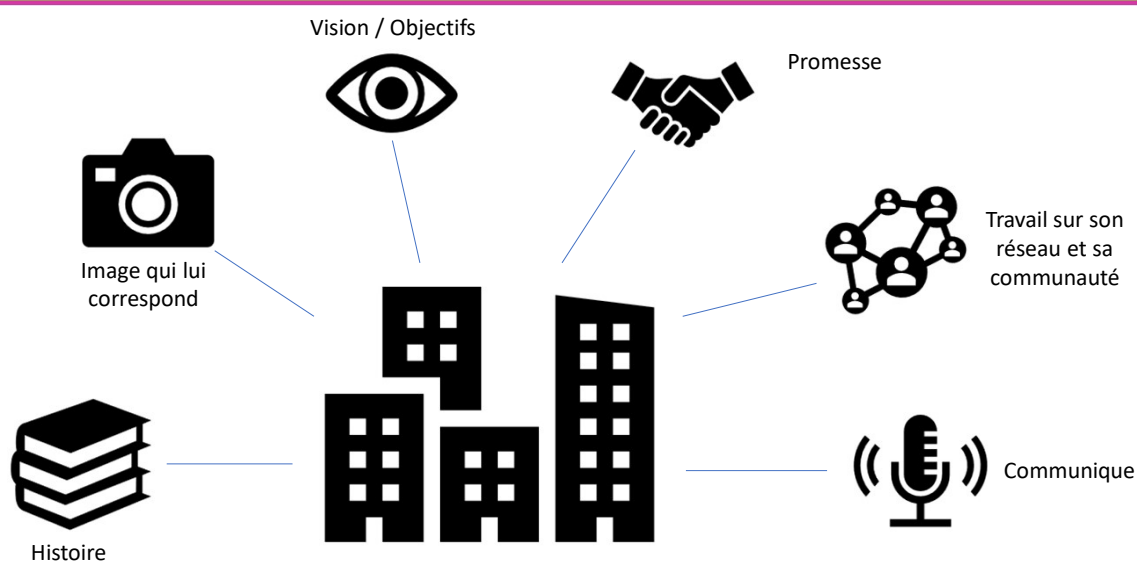 Vision / Objectifs
Promesse
Image qui lui
correspond
Travail sur son
réseau et sa
communauté
Histoire
Communique